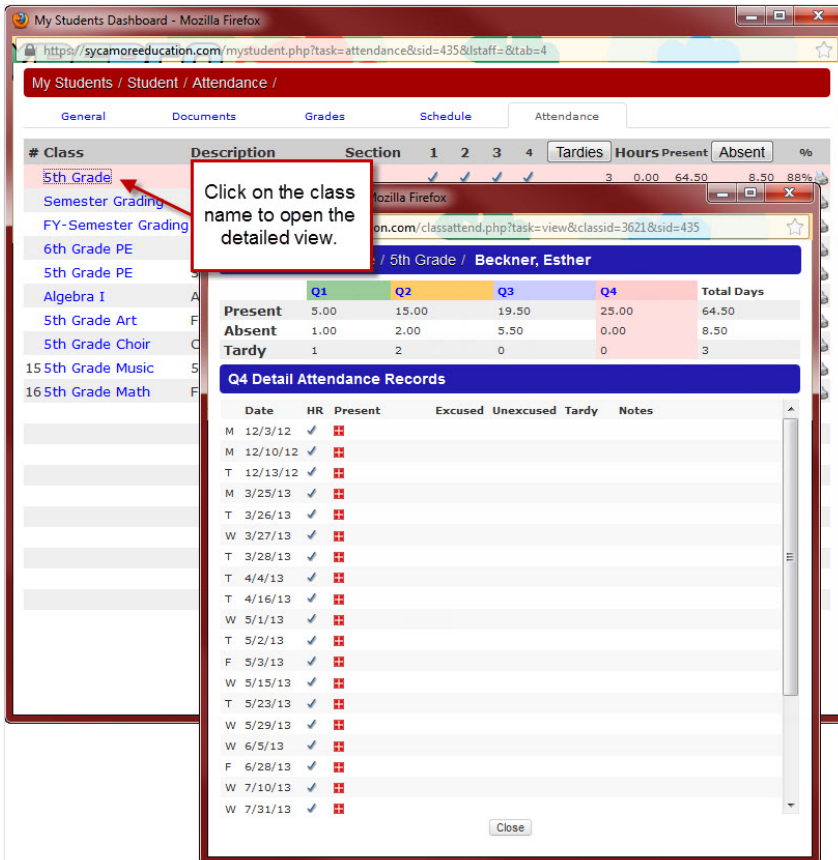 My Students Dashboard - Mozilla Firefox
https://sycamoreeducation.com/mystudent.php?task=attendance&sid=435&lstaff=&tab=4
My Students / Student / Attendance /
General Documents Grades Schedule Attendance
# Class Description Section 1 2 3 4 Tardies Hours Present Absent %
5th Grade 3 0.00 64.50 8.50 88%
Semester Grading
FY-Semester Grading
6th Grade PE
5th Grade PE
Algebra I A
5th Grade Art F
5th Grade Choir
15 5th Grade Music 5
16 5th Grade Math F
Click on the class
name to open the
detailed view.
Mozilla Firefox
on.com/classattend.php?task=view&classid=3621&sid=435
/ 5th Grade / Beckner, Esther
Q1 Q2 Q3 Q4 Total Days
Present 5.00 15.00 19.50 25.00 64.50
Absent 1.00 2.00 5.50 0.00 8.50
Tardy 1 2 0 0 3
Q4 Detail Attendance Records
Date HR Present Excused Unexcused Tardy Notes
M 12/3/12
M 12/10/12
T 12/13/12
M 3/25/13
T 3/26/13
W 3/27/13
T 3/28/13
T 4/4/13
T 4/16/13
W 5/1/13
T 5/2/13
F 5/3/13
W 5/15/13
T 5/23/13
W 5/29/13
W 6/5/13
F 6/28/13
W 7/10/13
W 7/31/13
Close